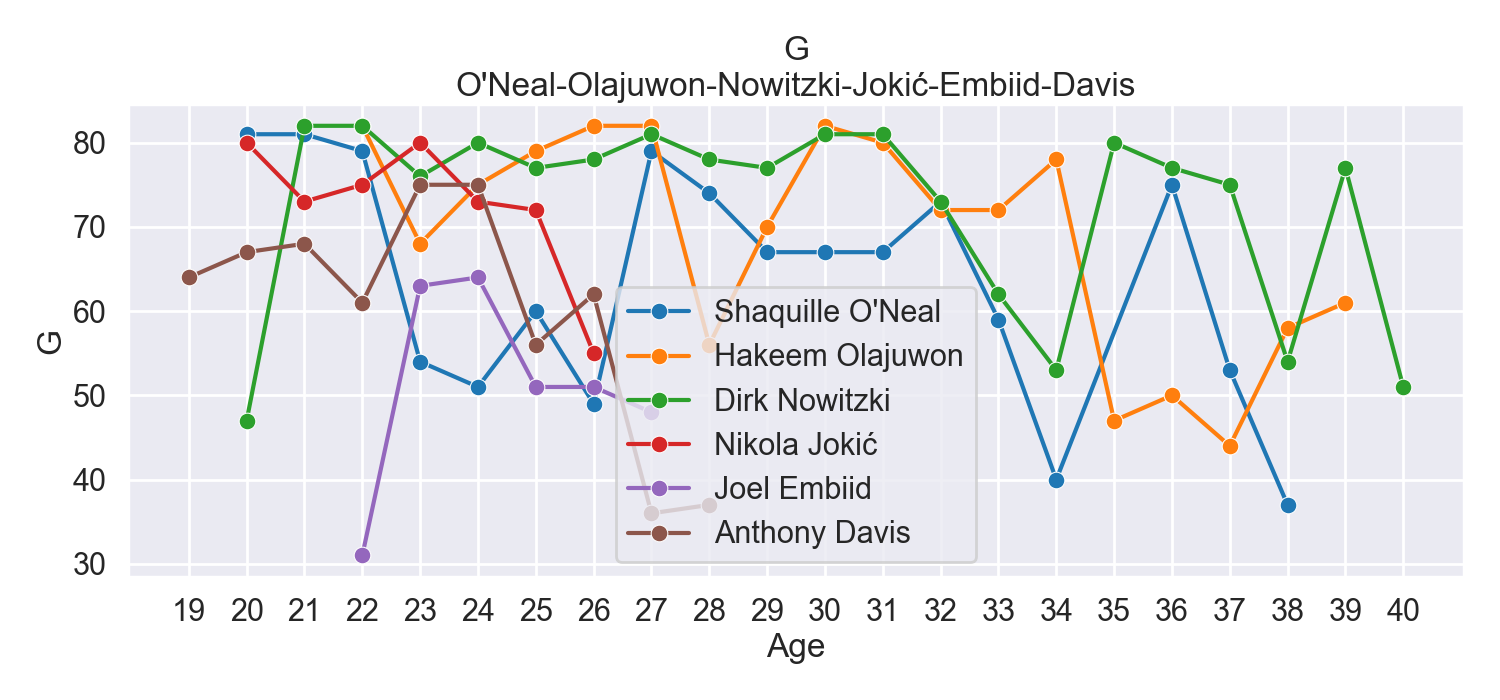 G
O'Neal-Olajuwon-Nowitzki-Jokić-Embiid-Davis
80
70
60
50
40
30
G
Shaquille O'Neal
Hakeem Olajuwon
Dirk Nowitzki
Nikola Jokić
Joel Embiid
Anthony Davis
19 20 21 22 23 24 25 26 27 28 29 30 31 32 33 34 35 36 37 38 39 40
Age